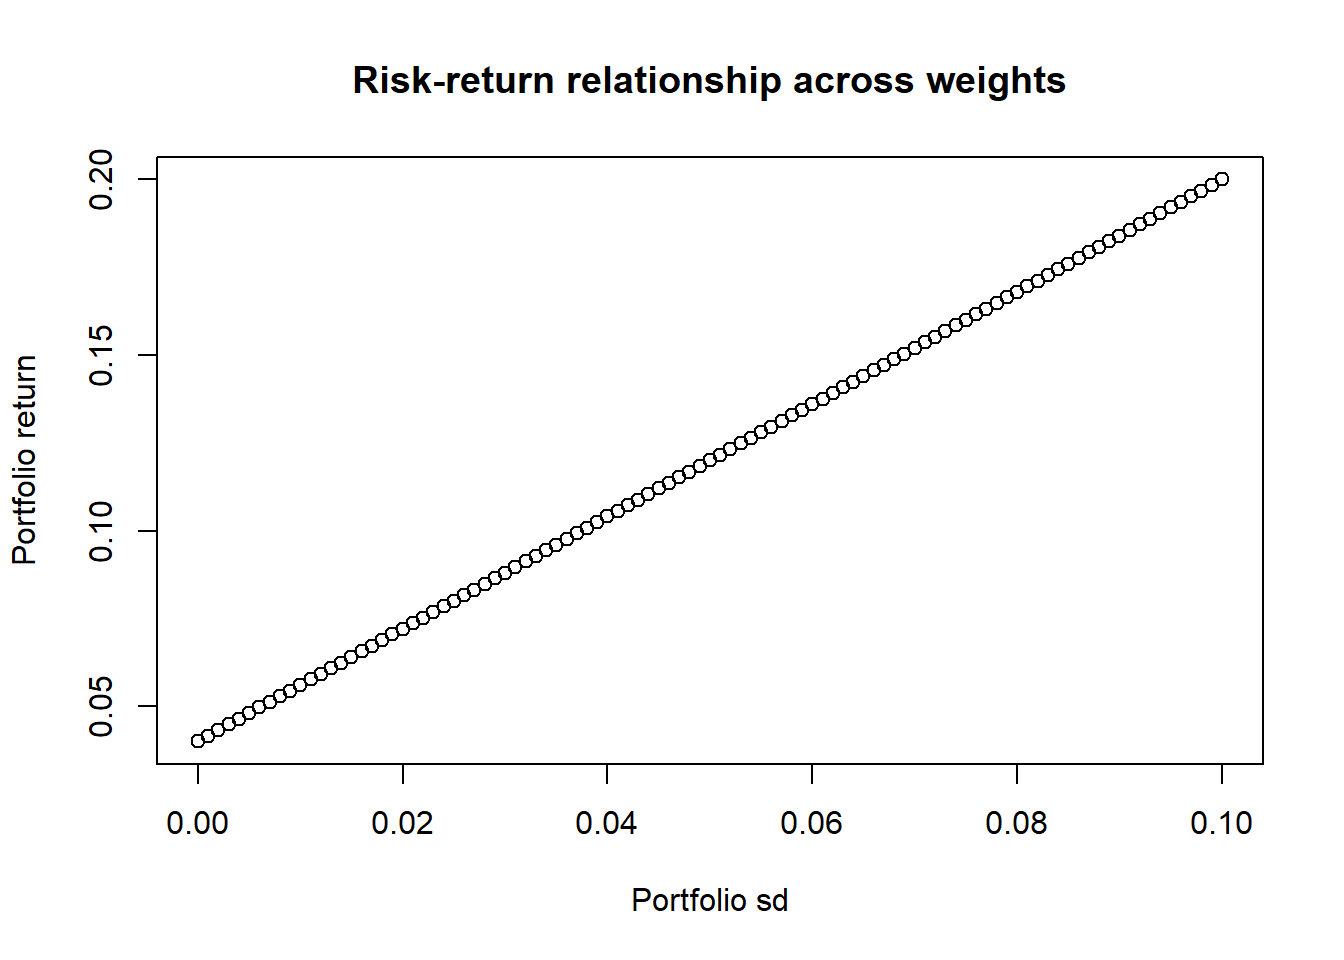 Risk-return relationship across weights
Portfolio return
0.20
0.15
0.10
0.05
0.00 0.02 0.04 0.06 0.08 0.10
Portfolio sd